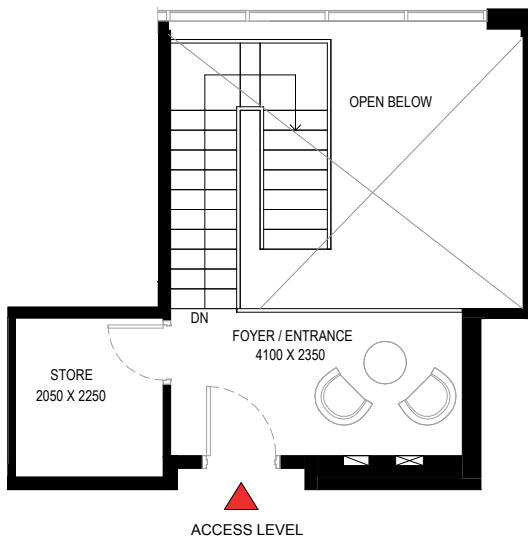 OPEN BELOW
DN
FOYER / ENTRANCE
4100 X 2350
STORE
2050 X 2250
ACCESS LEVEL